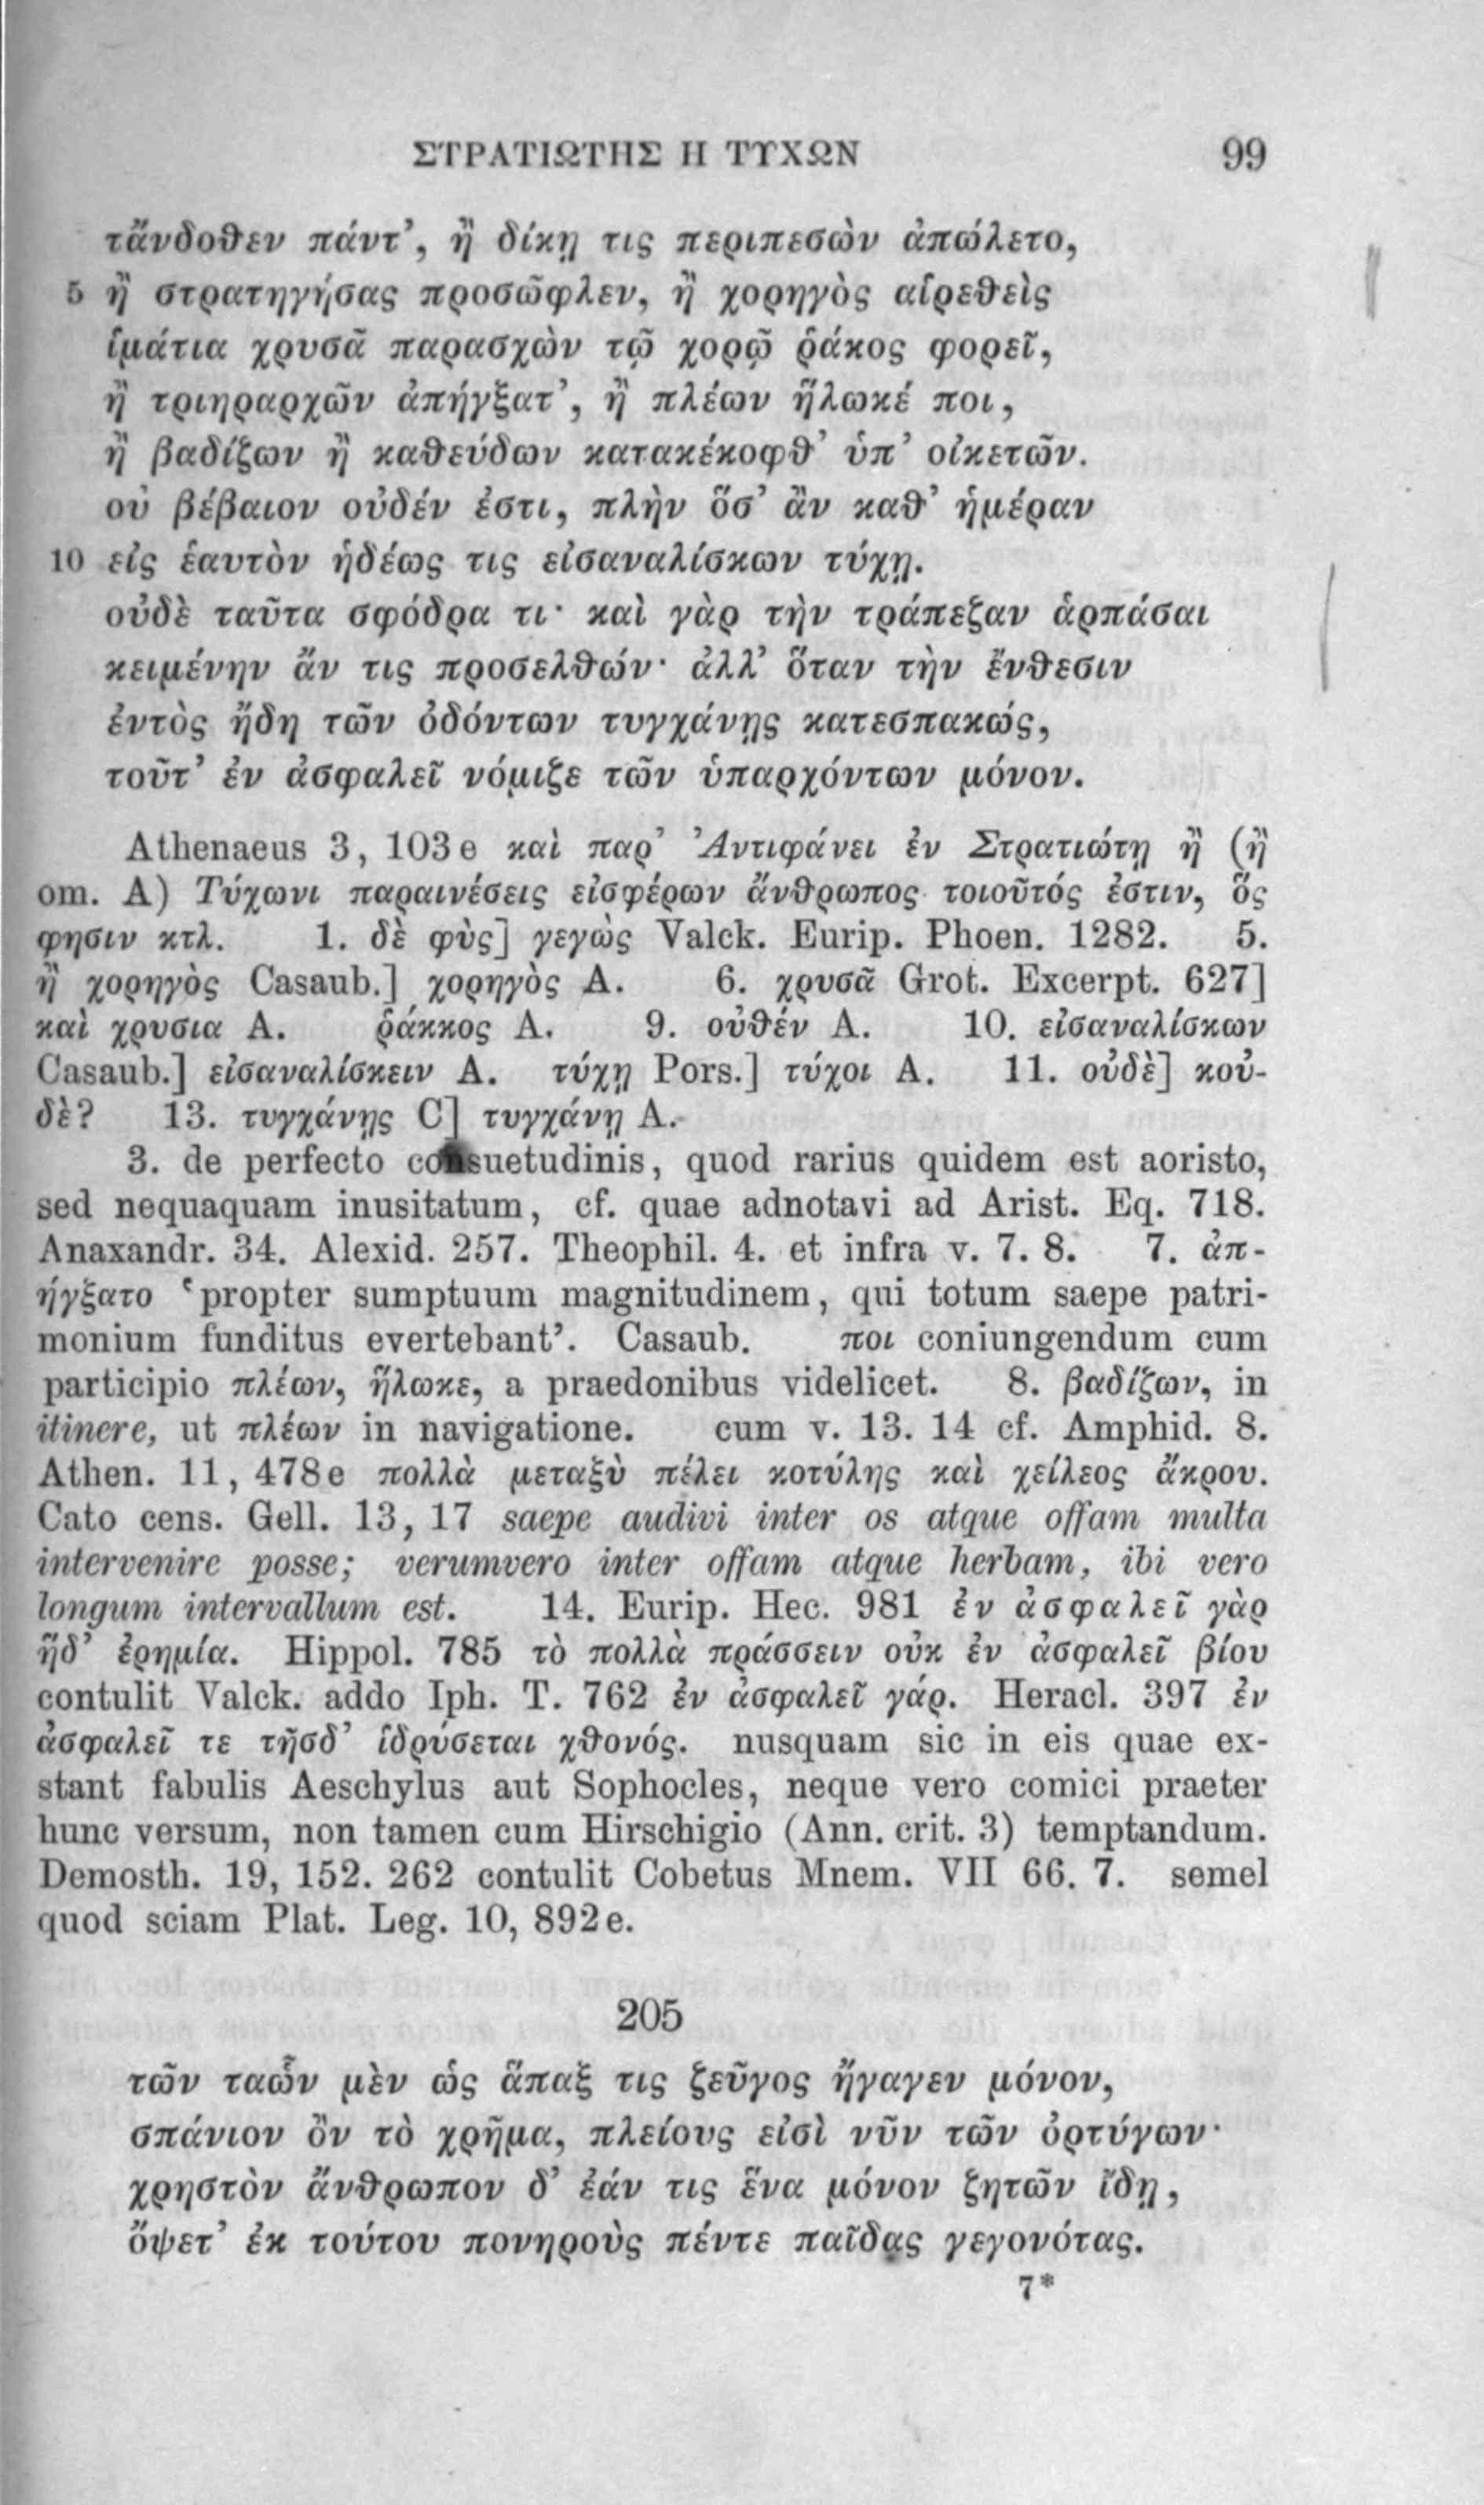 ΣΤΡΑΤΙΩΤΗΣ Η ΤΥΧΩΝ 99
τἄνδοθεν πάντ’, ἢ δίκῃ τις περιπεσὼν ἀπώλετο,
5 ἢ στρατηγήσας προσῶφλεν, ἢ χορηγὸς αἱρεθεὶς
ἱμάτια χρυσᾶ παρασχὼν τῷ χορῷ ῥάκος φορεῖ,
ἢ τριηραρχῶν ἀπήγξατ’, ἢ πλέων ἥλωκέ ποι,
ἢ βαδίζων ἢ καθεύδων κατακέκοφθ’ ὑπ’ οἰκετῶν.
οὐ βέβαιον οὐδέν ἐστι, πλὴν ὅσ’ ἂν καθ’ ἡμέραν
10 εἰς ἑαυτὸν ἡδέως τις εἰσαναλίσκων τύχῃ.
οὐδὲ ταῦτα σφόδρα τι· καὶ γὰρ τὴν τράπεζαν ἁρπάσαι
κειμένην ἄν τις προσελθών· ἀλλ’ ὅταν τὴν ἔνθεσιν
ἐντὸς ἤδη τῶν ὀδόντων τυγχάνῃς κατεσπακώς,
τοῦτ’ ἐν ἀσφαλεῖ νόμιζε τῶν ὑπαρχόντων μόνον.
Athenaeus 3, 103 e καὶ παρ’ Ἀντιφάνει ἐν Στρατιώτῃ ἢ (ἢ
om. A) Τύχωνι παραινέσεις εἰσφέρων ἄνθρωπος τοιοῦτός ἐστιν, ὅς
φησιν κτλ. 1. δὲ φὺς] γεγὼς Valck. Eurip. Phoen. 1282. 5.
ἢ χορηγὸς Casaub.] χορηγὸς A. 6. χρυσᾶ Grot. Excerpt. 627]
καὶ χρυσια A. ῥάκκος A. 9. οὐθέν A. 10. εἰσαναλίσκων
Casaub.] εἰσαναλίσκειν A. τύχῃ Pors.] τύχοι A. 11. οὐδὲ] κοὐ-
δὲ? 13. τυγχάνῃς C] τυγχάνῃ A.
3. de perfecto consuetudinis, quod rarius quidem est aoristo,
sed nequaquam inusitatum, cf. quae adnotavi ad Arist. Eq. 718.
Anaxandr. 34. Alexid. 257. Theophil. 4. et infra v. 7. 8. 7. ἀπ-
ήγξατο ‘propter sumptuum magnitudinem, qui totum saepe patri-
monium funditus evertebant’. Casaub. ποι coniungendum cum
participio πλέων, ἥλωκε, a praedonibus videlicet. 8. βαδίζων, in
itinere, ut πλέων in navigatione. cum v. 13. 14 cf. Amphid. 8.
Athen. 11, 478 e πολλὰ μεταξὺ πέλει κοτύλης καὶ χείλεος ἄκρου.
Cato cens. Gell. 13, 17 saepe audivi inter os atque offam multa
intervenire posse; verumvero inter offam atque herbam, ibi vero
longum intervallum est. 14. Eurip. Hec. 981 ἐν ἀσφαλεῖ γὰρ
ἥδ’ ἐρημία. Hippol. 785 τὸ πολλὰ πράσσειν οὐκ ἐν ἀσφαλεῖ βίου
contulit Valck. addo Iph. T. 762 ἐν ἀσφαλεῖ γάρ. Heracl. 397 ἐν
ἀσφαλεῖ τε τῆσδ’ ἱδρύσεται χθονός. nusquam sic in eis quae ex-
stant fabulis Aeschylus aut Sophocles, neque vero comici praeter
hunc versum, non tamen cum Hirschigio (Ann. crit. 3) temptandum.
Demosth. 19, 152. 262 contulit Cobetus Mnem. VII 66. 7. semel
quod sciam Plat. Leg. 10, 892 e.
205
τῶν ταὧν μὲν ὡς ἅπαξ τις ζεῦγος ἤγαγεν μόνον,
σπάνιον ὂν τὸ χρῆμα, πλείους εἰσὶ νῦν τῶν ὀρτύγων·
χρηστὸν ἄνθρωπον δ’ ἐάν τις ἕνα μόνον ζητῶν ἴδῃ,
ὄψετ’ ἐκ τούτου πονηροὺς πέντε παῖδας γεγονότας.
7*